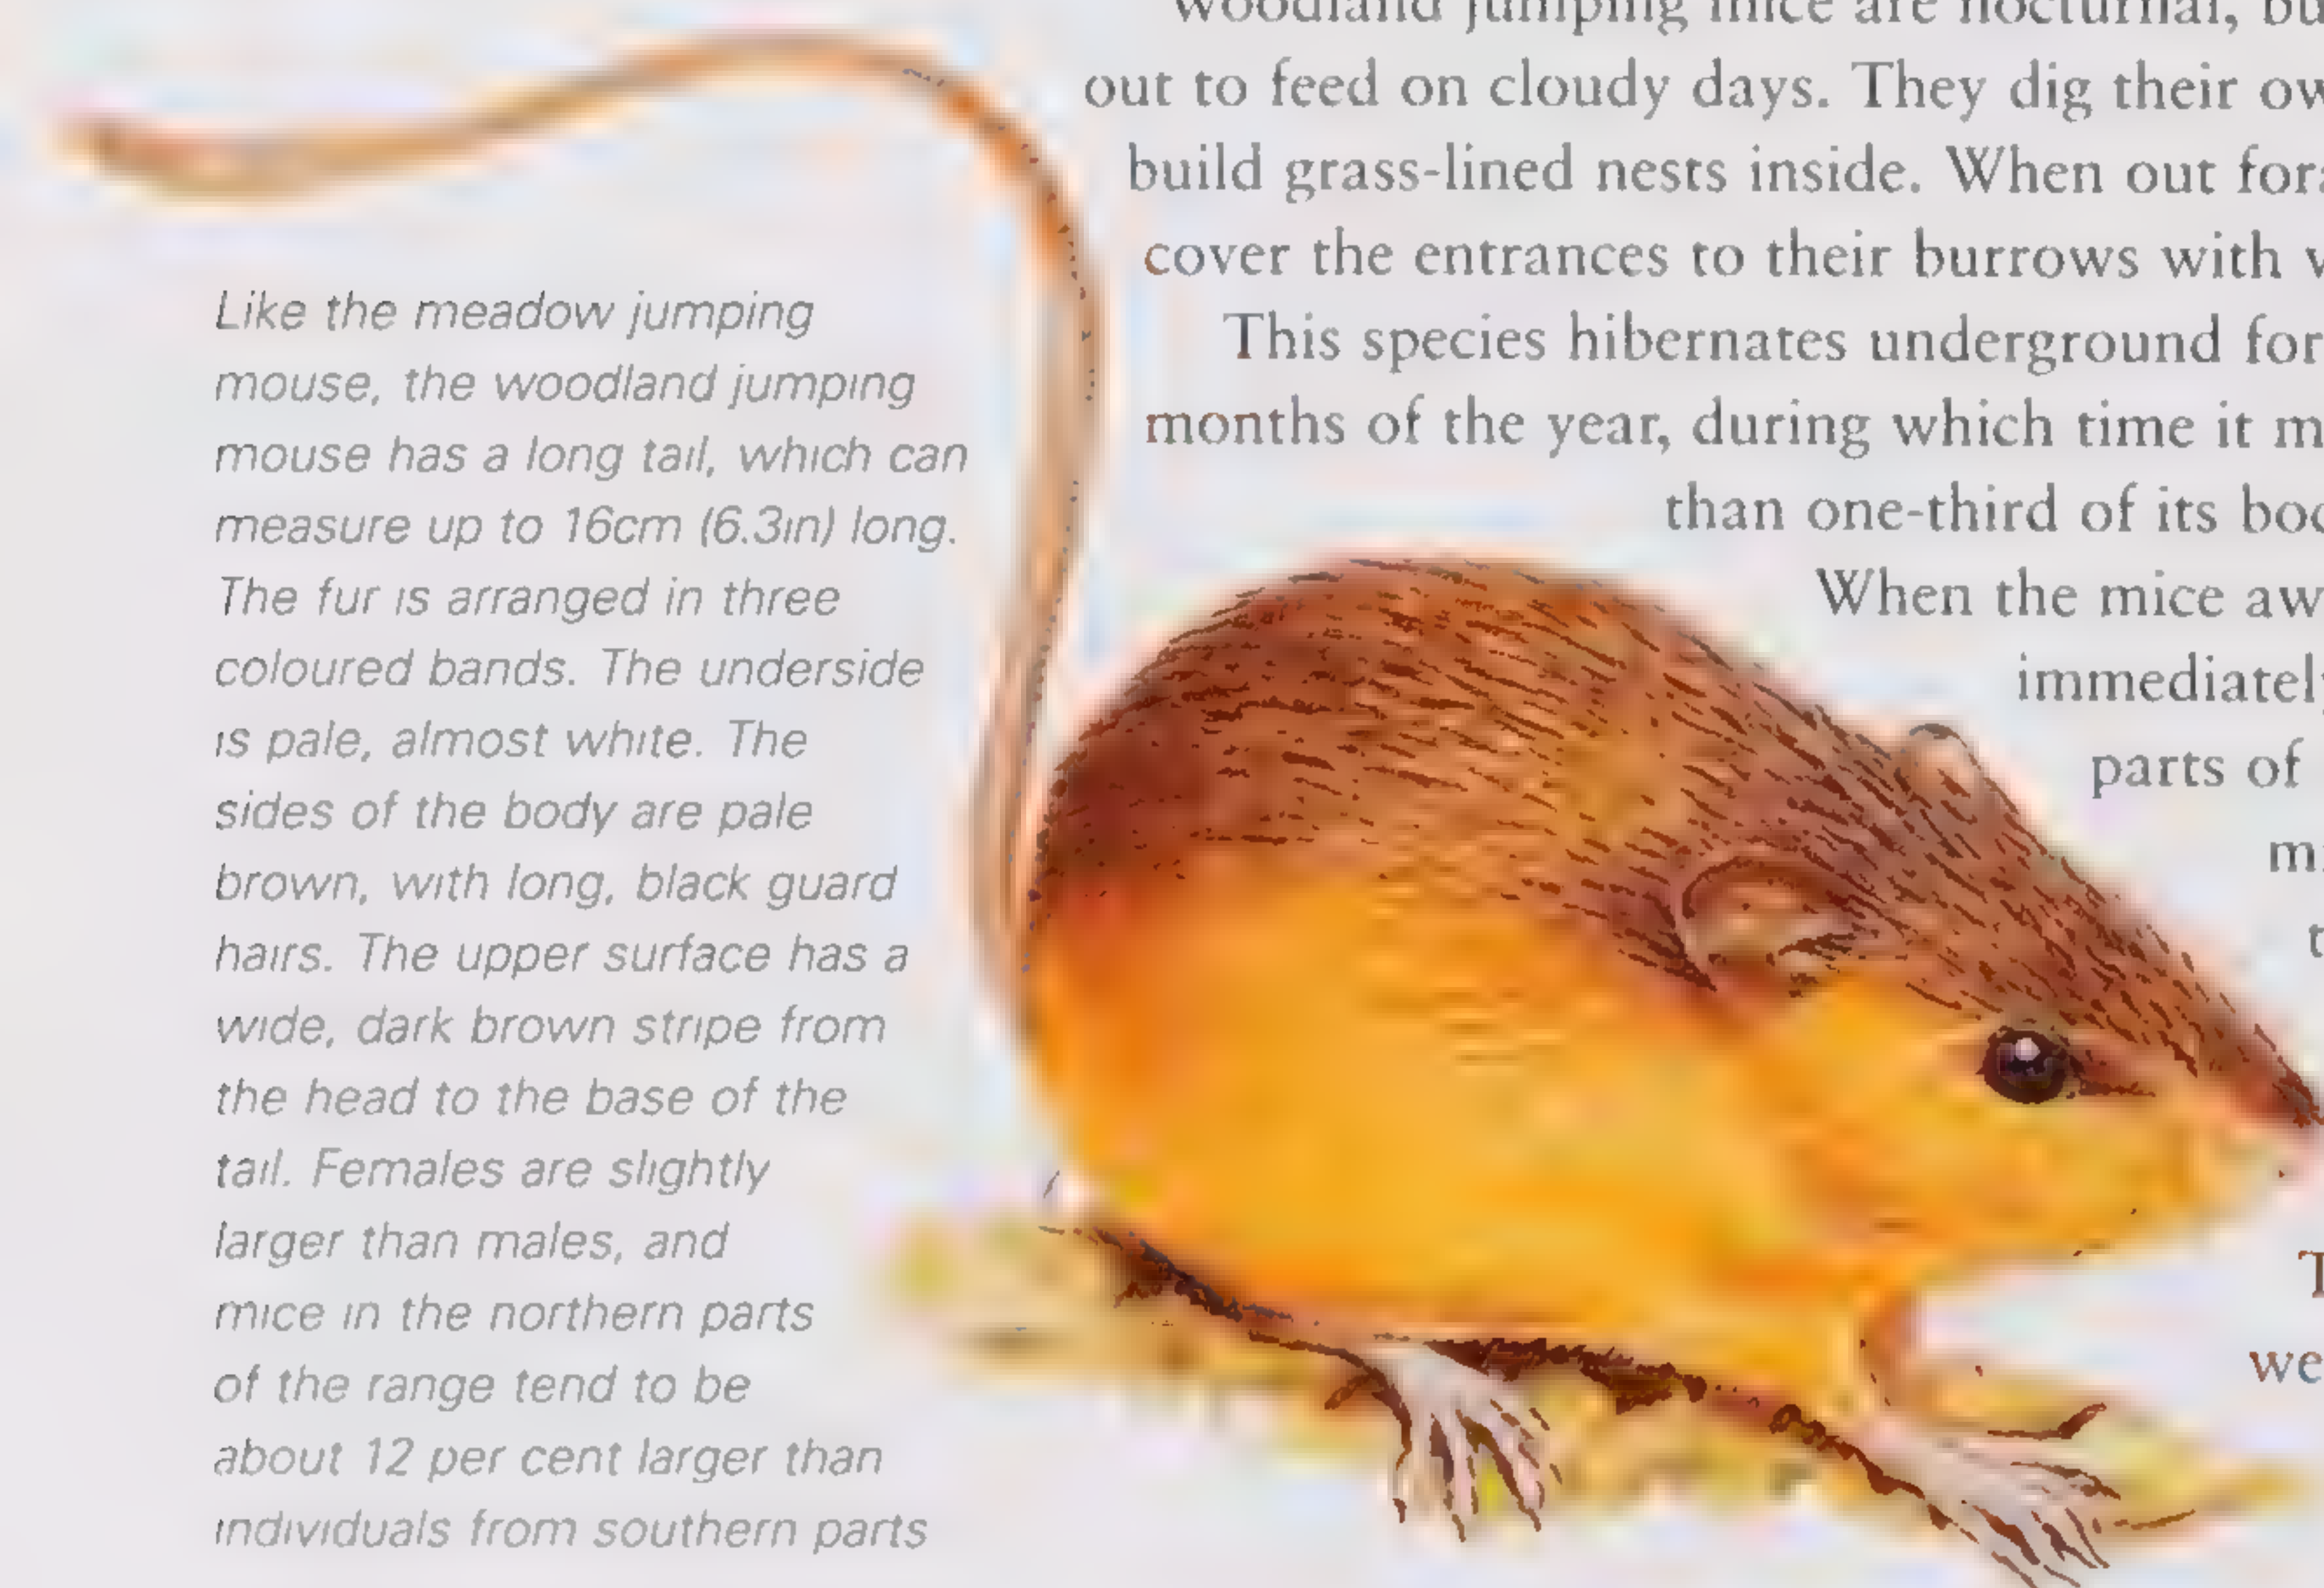 woodland jumping mice are nocturnal,
out to feed on cloudy days. They dig their
build grass-lined nests inside. When out
cover the entrances to their burrows with
This species hibernates underground for
months of the year, during which time it
than one-third of its
When the mice
parts of
Like the meadow jumping
mouse, the woodland jumping
mouse has a long tail, which can
measure up to 16cm (6.3in) long.
The fur is arranged in three
coloured bands. The underside
is pale, almost white. The
sides of the body are pale
brown, with long, black guard
hairs. The upper surface has a
wide, dark brown stripe from
the head to the base of the
tail. Females are slightly
larger than males, and
mice in the northern parts
of the range tend to be
about 12 per cent larger than
individuals from southern parts